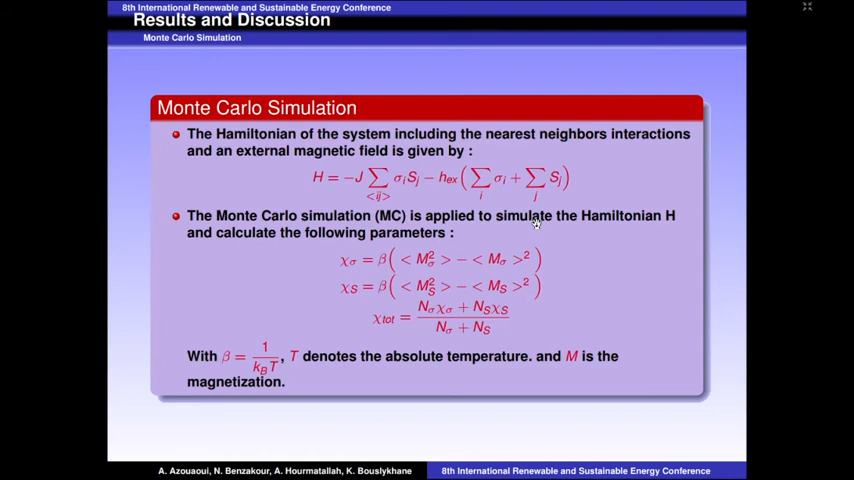 8th International Renewable and Sustainable Energy Conference
Results and Discussion
Monte Carlo Simulation
Monte Carlo Simulation
The Hamiltonian of the system including the nearest neighbors interactions
and an external magnetic field is given by :
H = −J ∑<ij> σᵢSⱼ − hₑₓ(∑ᵢ σᵢ + ∑ⱼ Sⱼ)
The Monte Carlo simulation (MC) is applied to simulate the Hamiltonian H
and calculate the following parameters :
χσ = β( < M²σ > − < Mσ >² )
χS = β( < M²S > − < MS >² )
χtot = (Nσχσ + NSχS) / (Nσ + NS)
With β = 1/(kBT), T denotes the absolute temperature. and M is the
magnetization.
A. Azouaoui, N. Benzakour, A. Hourmatallah, K. Bouslykhane 8th International Renewable and Sustainable Energy Conference